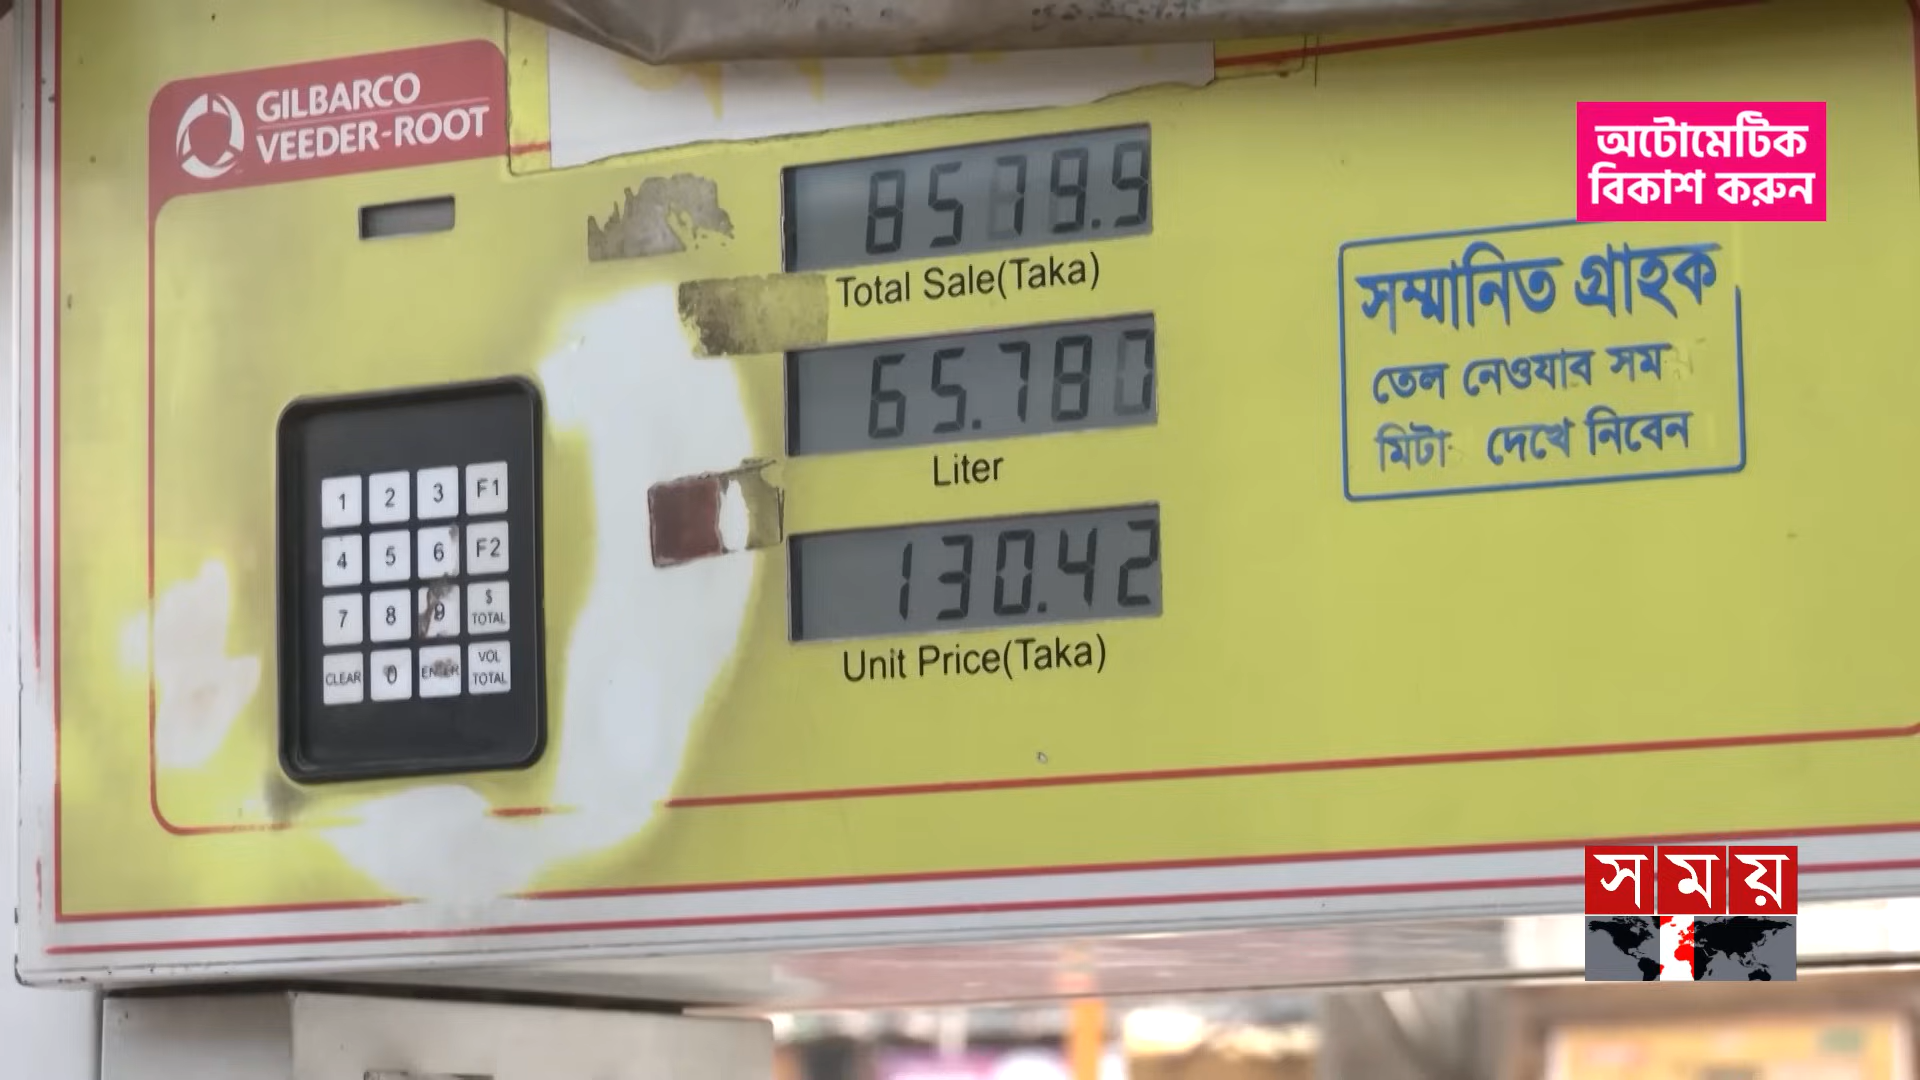 GILBARCO
VEEDER-ROOT
8579.9
Total Sale(Taka)
65.780
Liter
130.42
Unit Price(Taka)
1 2 3 F1
4 5 6 F2
7 8 9 $ TOTAL
CLEAR 0 ENTER VOL TOTAL
অটোমেটিক
বিকাশ করুন
সম্মানিত গ্রাহক
তেল নেওযাব সম
মিটা দেখে নিবেন
সময়